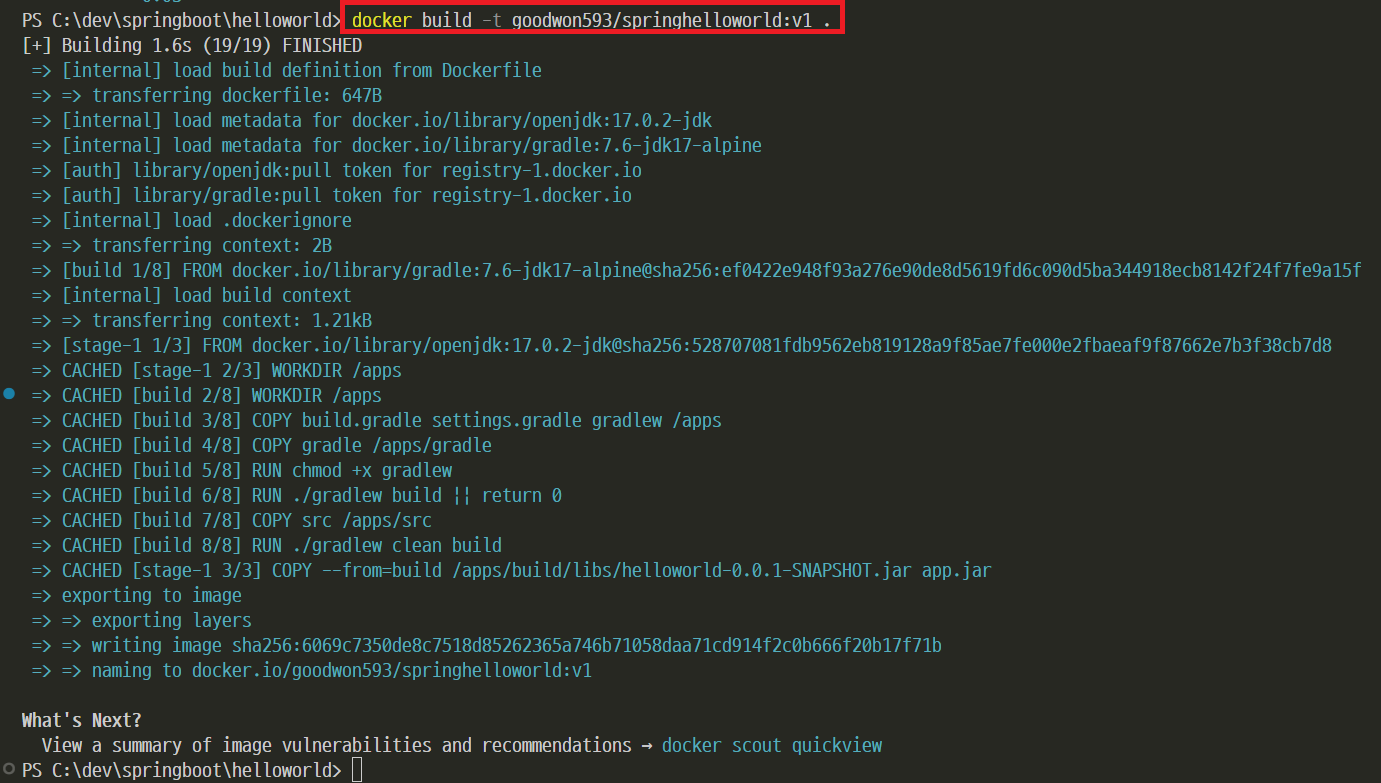 PS C:\dev\springboot\helloworld> docker build -t goodwon593/springhelloworld:v1 .
[+] Building 1.6s (19/19) FINISHED
=> [internal] load build definition from Dockerfile
=> => transferring dockerfile: 647B
=> [internal] load metadata for docker.io/library/openjdk:17.0.2-jdk
=> [internal] load metadata for docker.io/library/gradle:7.6-jdk17-alpine
=> [auth] library/openjdk:pull token for registry-1.docker.io
=> [auth] library/gradle:pull token for registry-1.docker.io
=> [internal] load .dockerignore
=> => transferring context: 2B
=> [build 1/8] FROM docker.io/library/gradle:7.6-jdk17-alpine@sha256:ef0422e948f93a276e90de8d5619fd6c090d5ba344918ecb8142f24f7fe9a15f
=> [internal] load build context
=> => transferring context: 1.21kB
=> [stage-1 1/3] FROM docker.io/library/openjdk:17.0.2-jdk@sha256:528707081fdb9562eb819128a9f85ae7fe000e2fbaeaf9f87662e7b3f38cb7d8
=> CACHED [stage-1 2/3] WORKDIR /apps
=> CACHED [build 2/8] WORKDIR /apps
=> CACHED [build 3/8] COPY build.gradle settings.gradle gradlew /apps
=> CACHED [build 4/8] COPY gradle /apps/gradle
=> CACHED [build 5/8] RUN chmod +x gradlew
=> CACHED [build 6/8] RUN ./gradlew build || return 0
=> CACHED [build 7/8] COPY src /apps/src
=> CACHED [build 8/8] RUN ./gradlew clean build
=> CACHED [stage-1 3/3] COPY --from=build /apps/build/libs/helloworld-0.0.1-SNAPSHOT.jar app.jar
=> exporting to image
=> => exporting layers
=> => writing image sha256:6069c7350de8c7518d85262365a746b71058daa71cd914f2c0b666f20b17f71b
=> => naming to docker.io/goodwon593/springhelloworld:v1
What's Next?
View a summary of image vulnerabilities and recommendations → docker scout quickview
PS C:\dev\springboot\helloworld>